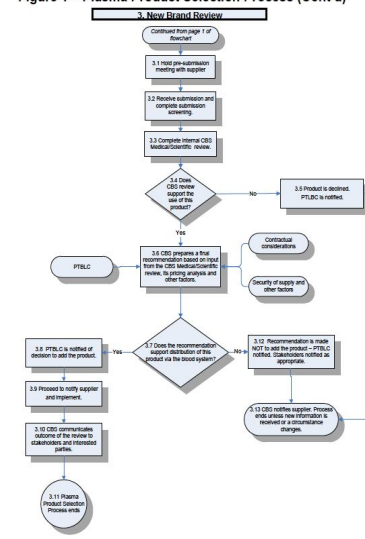 Figure 1 – Plasma Product Selection Process (Cont'd)
3. New Brand Review
Continued from page 1 of
flowchart
3.1 Hold pre-submission
meeting with supplier
3.2 Receive submission and
complete submission
screening.
3.3 Complete internal CBS
Medical/Scientific review.
3.4 Does
CBS review
support the
use of this
product?
No
3.5 Product is declined.
PTLBC is notified.
Yes
Contractual
considerations
PTBLC
3.6 CBS prepares a final
recommendation based on input
from the CBS Medical/Scientific
review, its pricing analysis and
other factors.
Security of supply and
other factors
3.7 Does the recommendation
support distribution of this
product via the blood system?
Yes
No
3.8 PTBLC is notified of
decision to add the product.
3.12 Recommendation is made
NOT to add the product – PTBLC
notified. Stakeholders notified as
appropriate.
3.9 Proceed to notify supplier
and implement.
3.13 CBS notifies supplier. Process
ends unless new information is
received or a circumstance
changes.
3.10 CBS communicates
outcome of the review to
stakeholders and interested
parties.
3.11 Plasma
Product Selection
Process ends